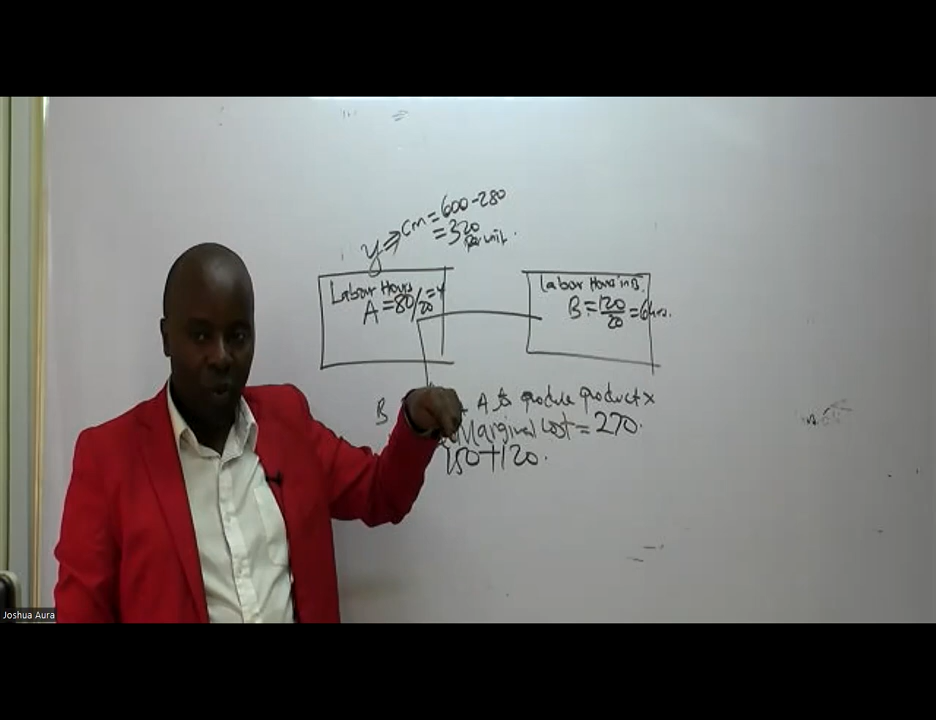 y ⇒ cm = 600-280
= 320
per unit.
Labour Hours
A = 80/20 = 4
Labour Hours in B.
B = 120/20 = 6hrs.
B
A to produce product x
Marginal cost = 270.
150+120.
Joshua Aura